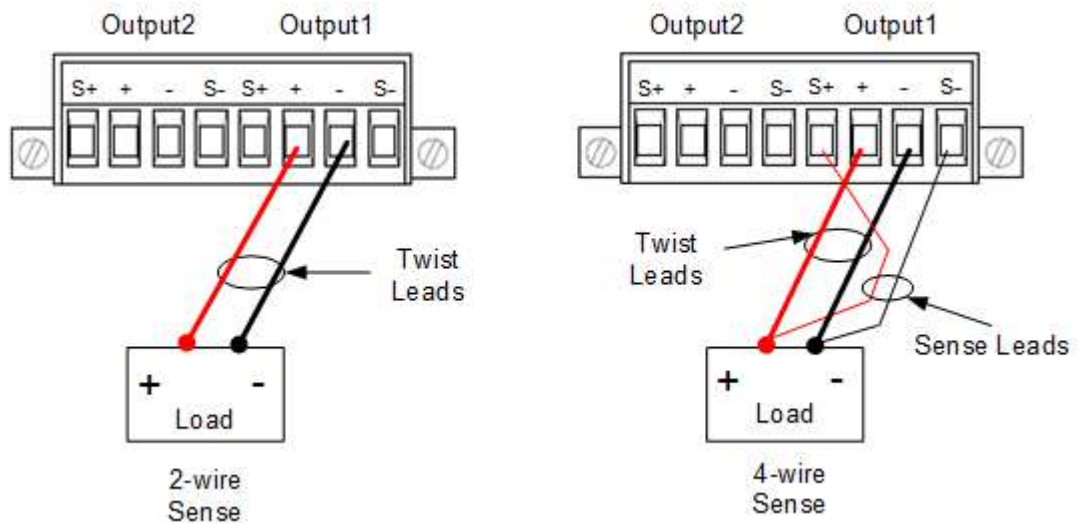 Output2 Output1
S+ + - S- S+ + - S-
Twist
Leads
+ -
Load
2-wire
Sense
Output2 Output1
S+ + - S- S+ + - S-
Twist
Leads
Sense Leads
+ -
Load
4-wire
Sense